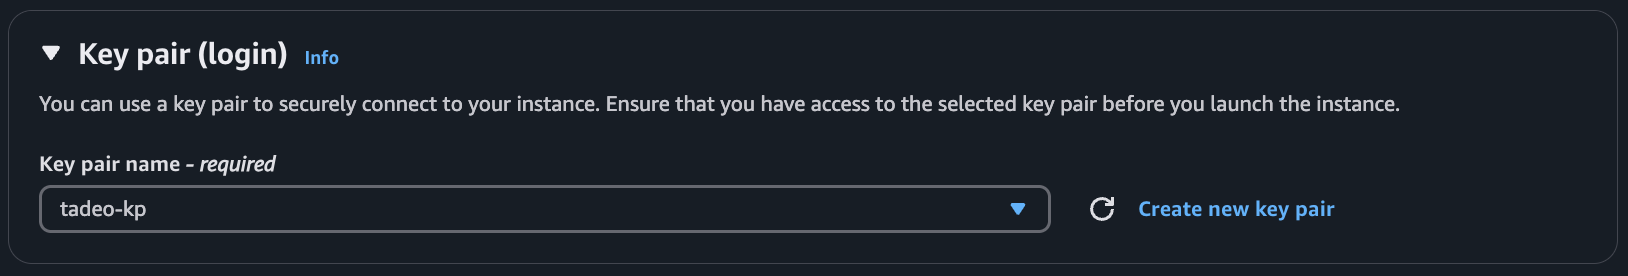 Key pair (login) Info
You can use a key pair to securely connect to your instance. Ensure that you have access to the selected key pair before you launch the instance.
Key pair name - required
tadeo-kp
Create new key pair